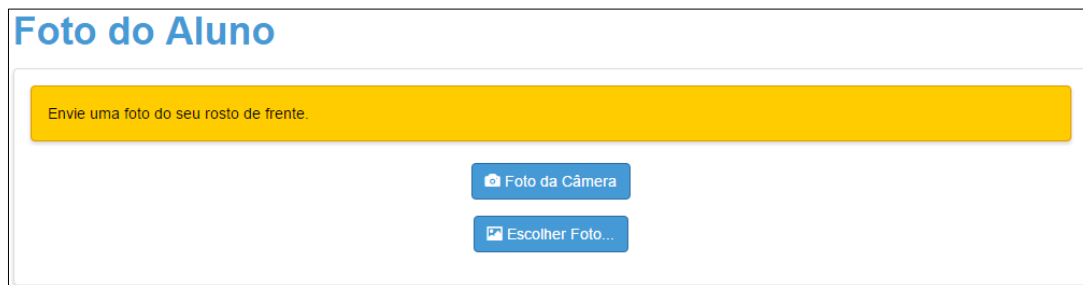 Foto do Aluno
Envie uma foto do seu rosto de frente.
Foto da Câmera
Escolher Foto...